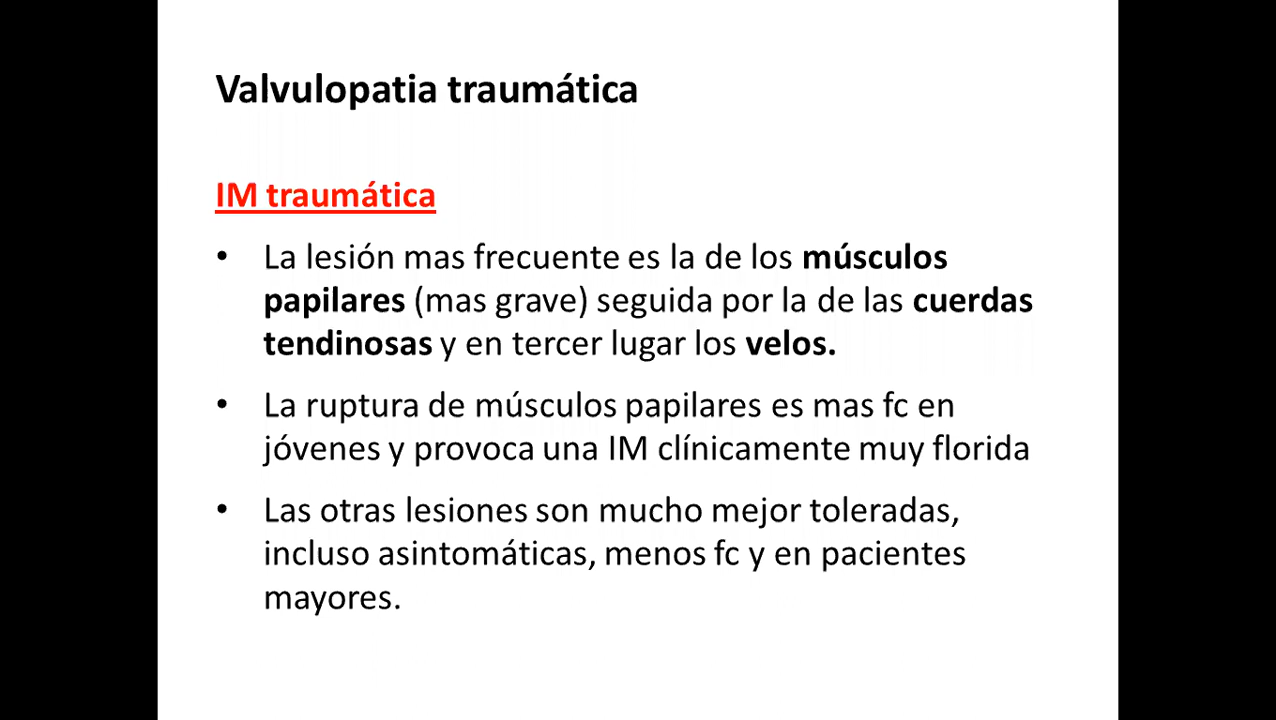 Valvulopatia traumática
IM traumática
• La lesión mas frecuente es la de los músculos
papilares (mas grave) seguida por la de las cuerdas
tendinosas y en tercer lugar los velos.
• La ruptura de músculos papilares es mas fc en
jóvenes y provoca una IM clínicamente muy florida
• Las otras lesiones son mucho mejor toleradas,
incluso asintomáticas, menos fc y en pacientes
mayores.